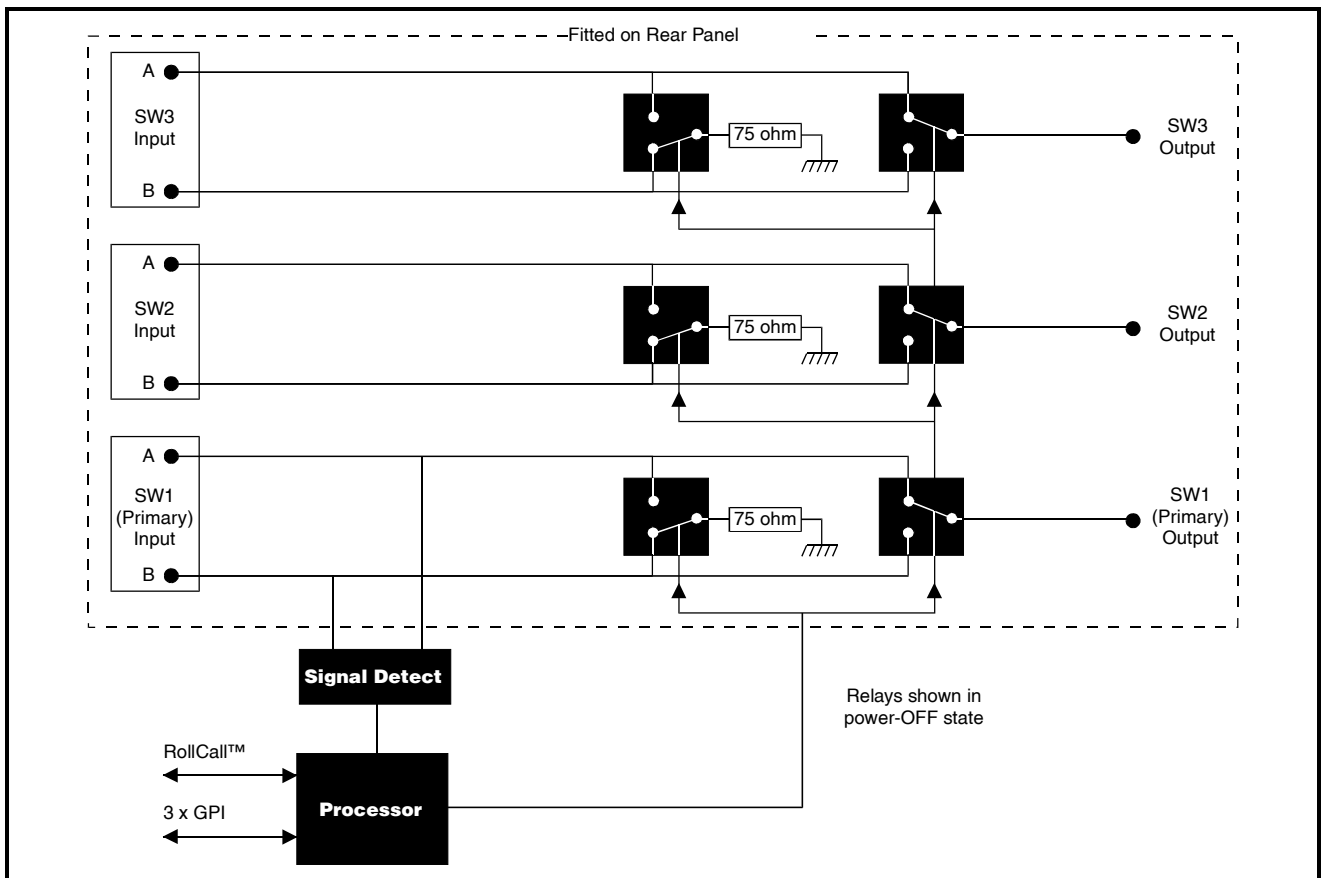 Fitted on Rear Panel
A
SW3
Input
B
75 ohm
SW3
Output
A
SW2
Input
B
75 ohm
SW2
Output
A
SW1
(Primary)
Input
B
75 ohm
SW1
(Primary)
Output
Signal Detect
Relays shown in
power-OFF state
RollCall™
3 x GPI
Processor